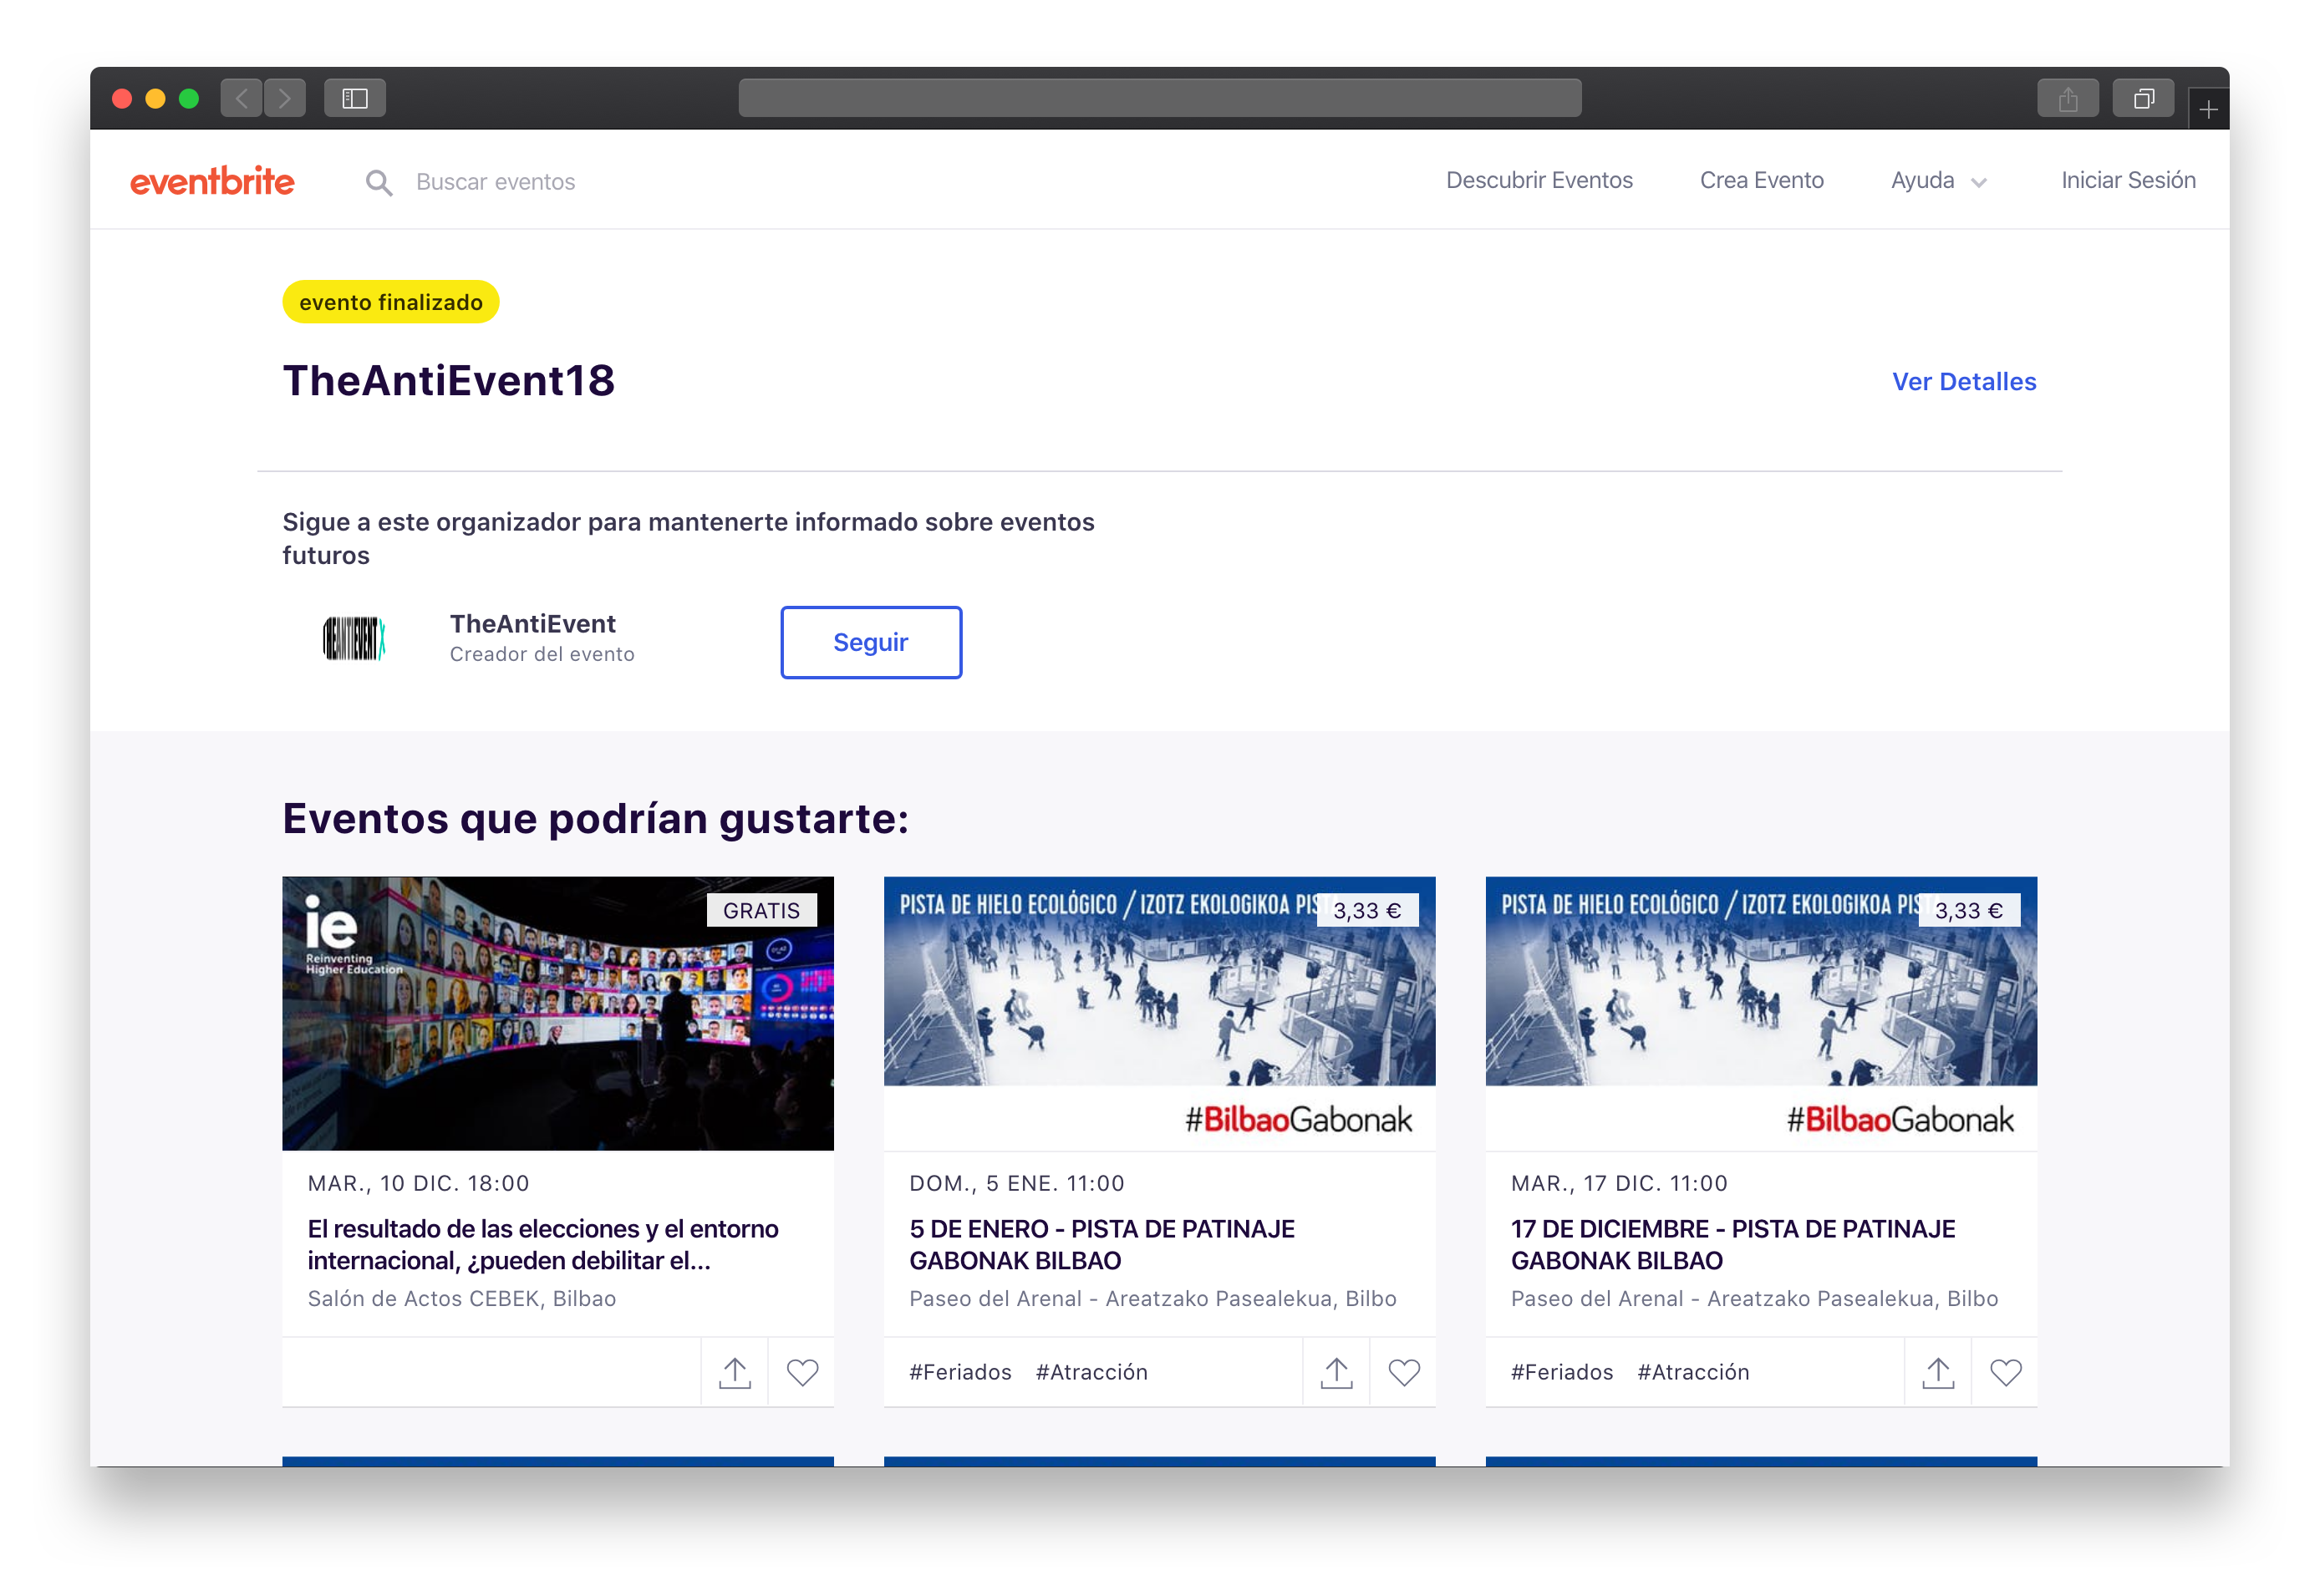 eventbrite
Buscar eventos
Descubrir Eventos
Crea Evento
Ayuda
Iniciar Sesión
evento finalizado
TheAntiEvent18
Ver Detalles
Sigue a este organizador para mantenerte informado sobre eventos
futuros
THEANTIEVENTX
TheAntiEvent
Creador del evento
Seguir
Eventos que podrían gustarte:
ie
Reinventing
Higher Education
GRATIS
MAR., 10 DIC. 18:00
El resultado de las elecciones y el entorno
internacional, ¿pueden debilitar el...
Salón de Actos CEBEK, Bilbao
PISTA DE HIELO ECOLÓGICO / IZOTZ EKOLOGIKOA
3,33 €
#BilbaoGabonak
DOM., 5 ENE. 11:00
5 DE ENERO - PISTA DE PATINAJE
GABONAK BILBAO
Paseo del Arenal - Areatzako Pasealekua, Bilbo
#Feriados #Atracción
PISTA DE HIELO ECOLÓGICO / IZOTZ EKOLOGIKOA
3,33 €
#BilbaoGabonak
MAR., 17 DIC. 11:00
17 DE DICIEMBRE - PISTA DE PATINAJE
GABONAK BILBAO
Paseo del Arenal - Areatzako Pasealekua, Bilbo
#Feriados #Atracción